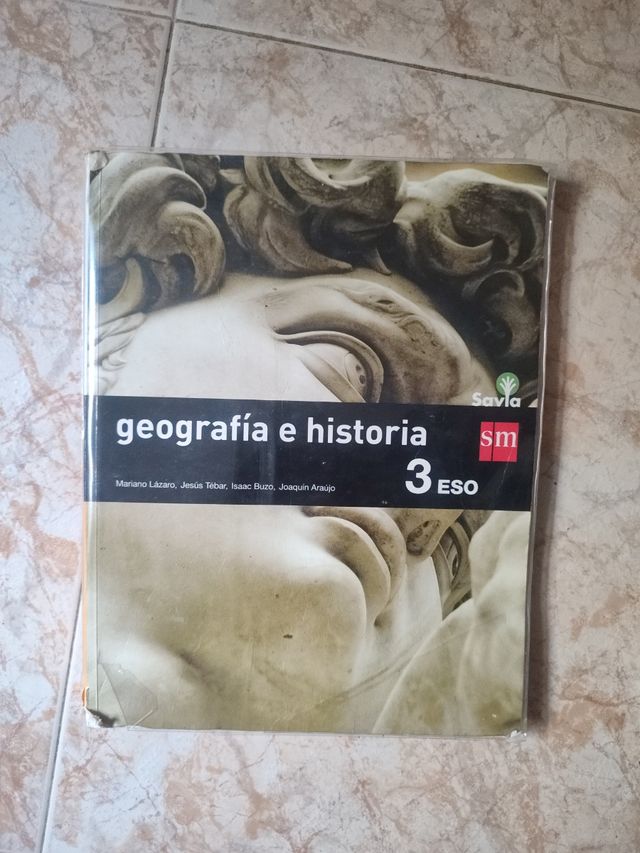 Savia
geografía e historia
sm
Mariano Lázaro, Jesús Tébar, Isaac Buzo, Joaquín Araújo
3 ESO